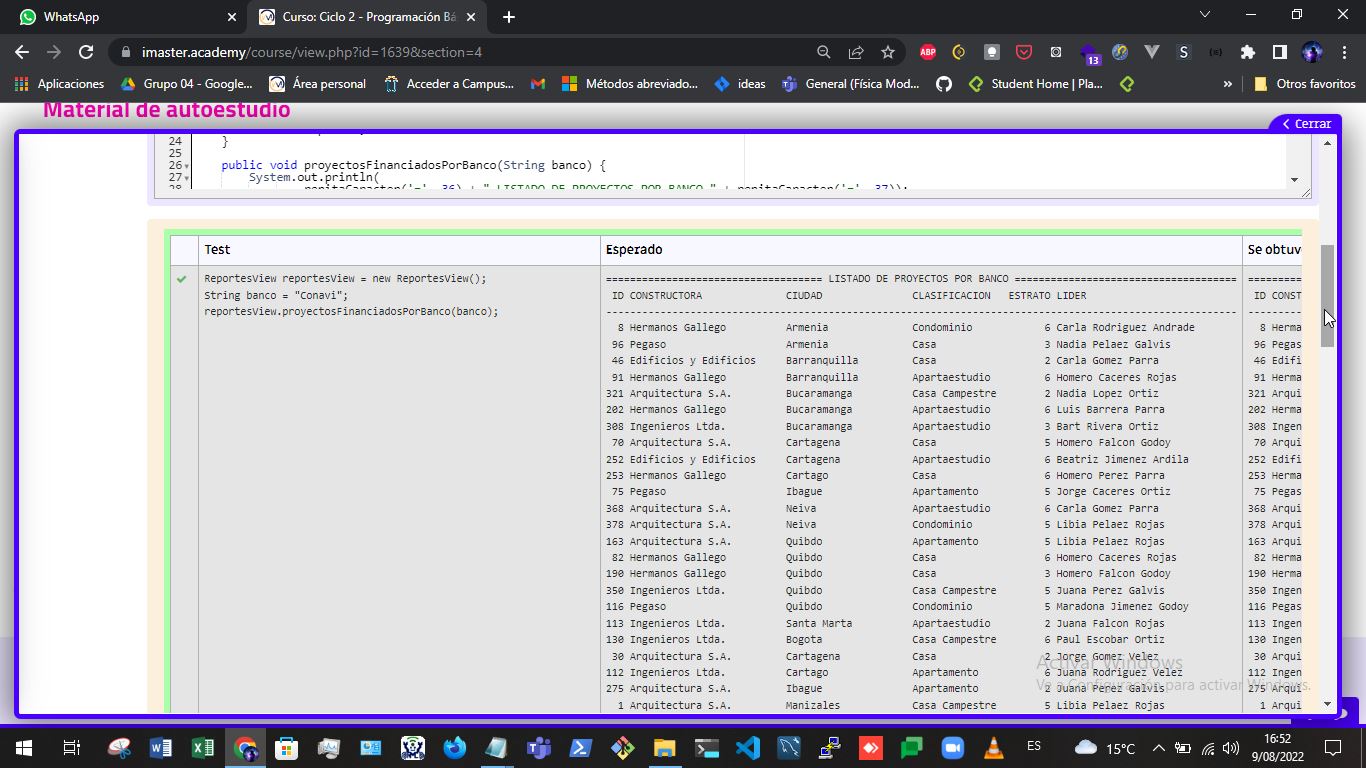 WhatsApp
Curso: Ciclo 2 - Programación Bá
imaster.academy/course/view.php?id=1639&section=4
ABP
13
S
Aplicaciones
Grupo 04 - Google...
Área personal
Acceder a Campus...
Métodos abreviado...
ideas
General (Física Mod...
Student Home | Pla...
»
Otros favoritos
Material de autoestudio
Cerrar
24 }
25
26 public void proyectosFinanciadosPorBanco(String banco) {
27 System.out.println(
28 repitaCaracter('=', 36) + " LISTADO DE PROYECTOS POR BANCO " + repitaCaracter('=', 37));
Test Esperado Se obtuv
ReportesView reportesView = new ReportesView();
String banco = "Conavi";
reportesView.proyectosFinanciadosPorBanco(banco);
==================================== LISTADO DE PROYECTOS POR BANCO =====================================
ID CONSTRUCTORA CIUDAD CLASIFICACION ESTRATO LIDER ID CONST
---------------------------------------------------------------------------------------------------------
8 Hermanos Gallego Armenia Condominio 6 Carla Rodriguez Andrade 8 Herma
96 Pegaso Armenia Casa 3 Nadia Pelaez Galvis 96 Pegas
46 Edificios y Edificios Barranquilla Casa 2 Carla Gomez Parra 46 Edifi
91 Hermanos Gallego Barranquilla Apartaestudio 6 Homero Caceres Rojas 91 Herma
321 Arquitectura S.A. Bucaramanga Casa Campestre 2 Nadia Lopez Ortiz 321 Arqui
202 Hermanos Gallego Bucaramanga Apartaestudio 6 Luis Barrera Parra 202 Herma
308 Ingenieros Ltda. Bucaramanga Apartaestudio 3 Bart Rivera Ortiz 308 Ingen
70 Arquitectura S.A. Cartagena Casa 5 Homero Falcon Godoy 70 Arqui
252 Edificios y Edificios Cartagena Apartaestudio 6 Beatriz Jimenez Ardila 252 Edifi
253 Hermanos Gallego Cartago Casa 6 Homero Perez Parra 253 Herma
75 Pegaso Ibague Apartamento 5 Jorge Caceres Ortiz 75 Pegas
368 Arquitectura S.A. Neiva Apartaestudio 6 Carla Gomez Parra 368 Arqui
378 Arquitectura S.A. Neiva Condominio 5 Libia Pelaez Rojas 378 Arqui
163 Arquitectura S.A. Quibdo Apartamento 5 Libia Pelaez Rojas 163 Arqui
82 Hermanos Gallego Quibdo Casa 6 Homero Caceres Rojas 82 Herma
190 Hermanos Gallego Quibdo Casa 3 Homero Falcon Godoy 190 Herma
350 Ingenieros Ltda. Quibdo Casa Campestre 5 Juana Perez Galvis 350 Ingen
116 Pegaso Quibdo Condominio 5 Maradona Jimenez Godoy 116 Pegas
113 Ingenieros Ltda. Santa Marta Apartaestudio 2 Juana Falcon Rojas 113 Ingen
130 Ingenieros Ltda. Bogota Casa Campestre 6 Paul Escobar Ortiz 130 Ingen
30 Arquitectura S.A. Cartagena Casa 2 Jorge Gomez Velez 30 Arqui
112 Ingenieros Ltda. Cartago Apartamento 6 Juana Rodriguez Velez 112 Ingen
275 Arquitectura S.A. Ibague Apartamento 2 Juana Perez Galvis 275 Arqui
1 Arquitectura S.A. Manizales Casa Campestre 5 Libia Pelaez Rojas 1 Arqui
Activar Windows
Ve a Configuración para activar Windows.
ES
15°C
16:52
9/08/2022